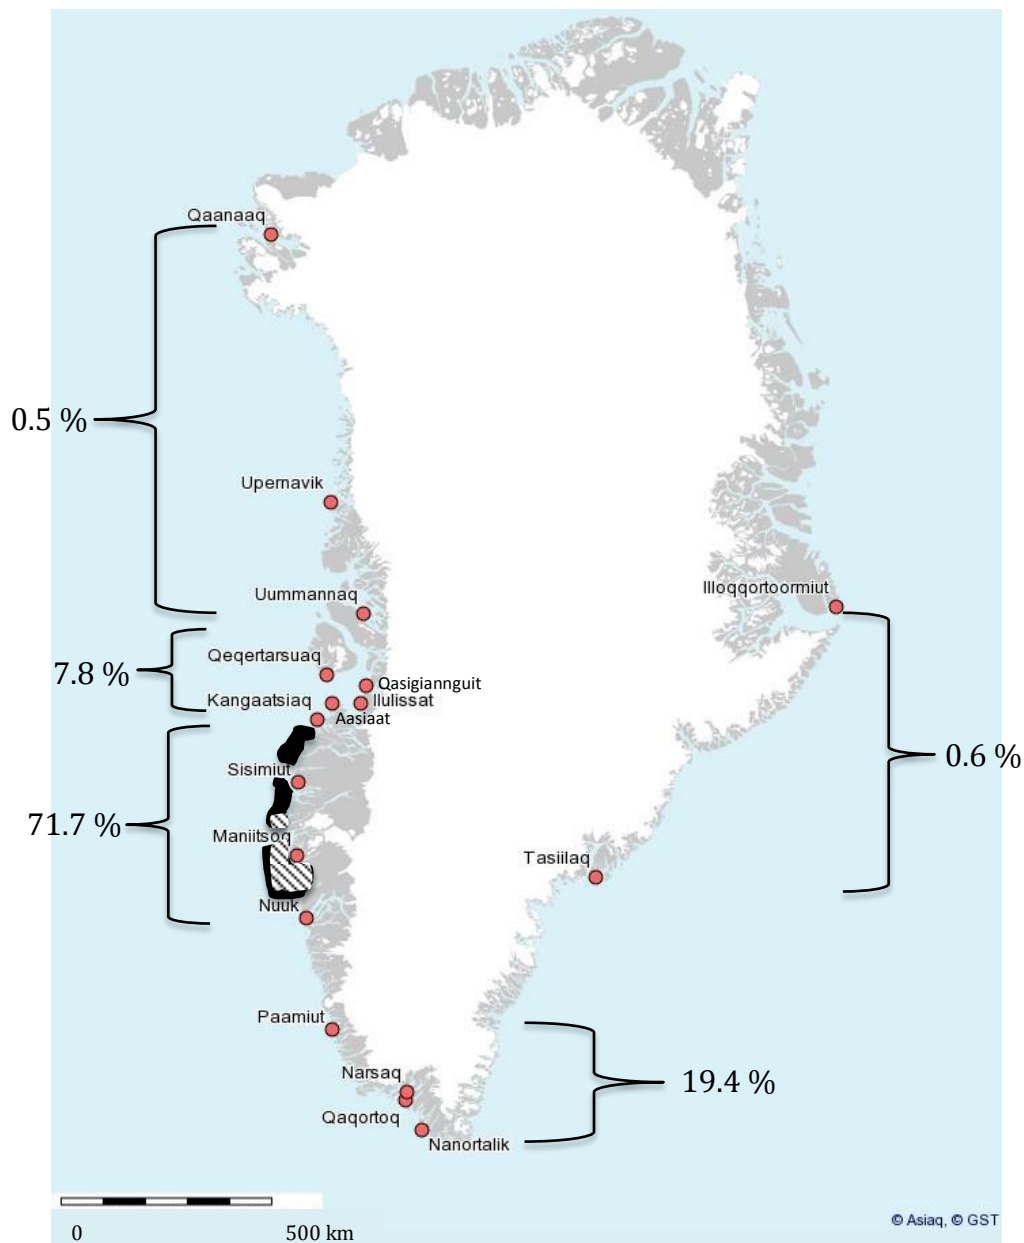 Qaanaaq
0.5 %
Upernavik
Uummannaq
Illoqqortoormiut
Qeqertarsuaq
7.8 %
Qasigiannguit
Kangaatsiaq
Ilulissat
Aasiaat
Sisimiut
0.6 %
71.7 %
Maniitsoq
Tasiilaq
Nuuk
Paamiut
Narsaq
19.4 %
Qaqortoq
Nanortalik
© Asiaq, © GST
0 500 km